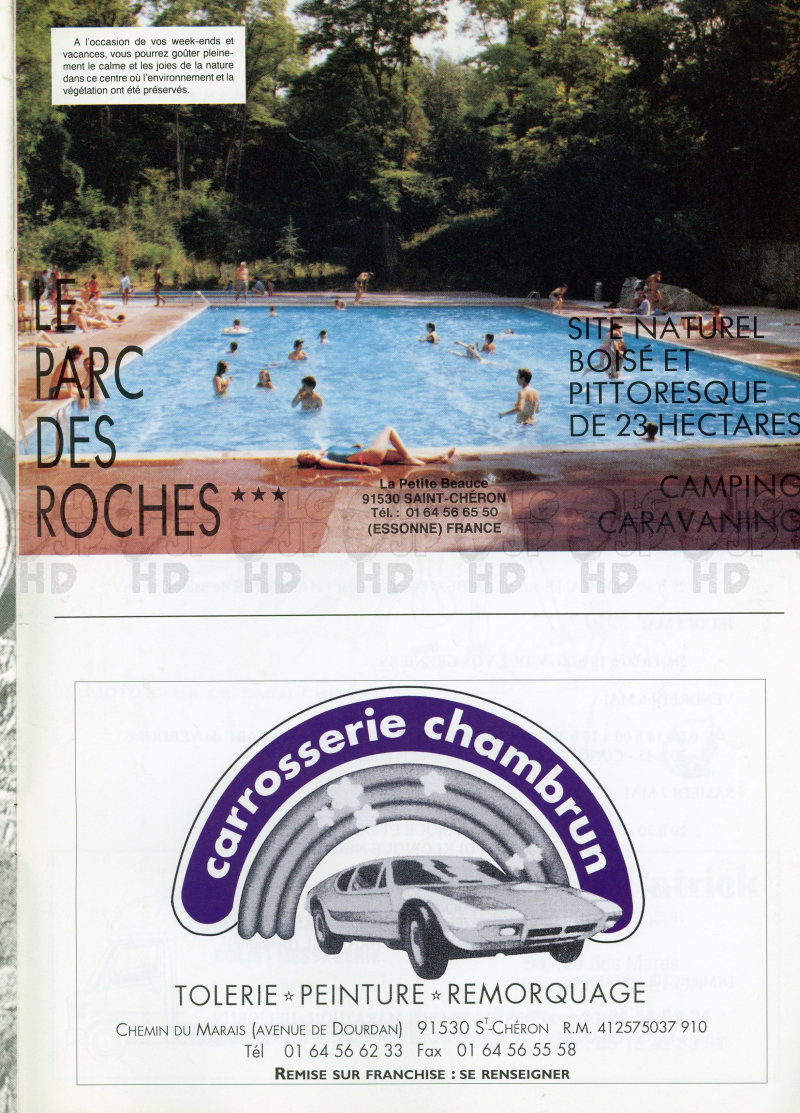 A l'occasion de vos week-ends et
vacances, vous pourrez goûter pleine-
ment le calme et les joies de la nature
dans ce centre où l'environnement et la
végétation ont été préservés.
LE
PARC
DES
ROCHES ★★★
SITE NATUREL
BOISÉ ET
PITTORESQUE
DE 23 HECTARES
La Petite Beauce
91530 SAINT-CHÉRON
Tél. : 01 64 56 65 50
(ESSONNE) FRANCE
CAMPING
CARAVANING
HD HD HD HD HD HD HD
carrosserie chambrun
TOLERIE ☆ PEINTURE ☆ REMORQUAGE
CHEMIN DU MARAIS (AVENUE DE DOURDAN) 91530 ST-CHÉRON R.M. 412575037 910
Tél 01 64 56 62 33 Fax 01 64 56 55 58
REMISE SUR FRANCHISE : SE RENSEIGNER